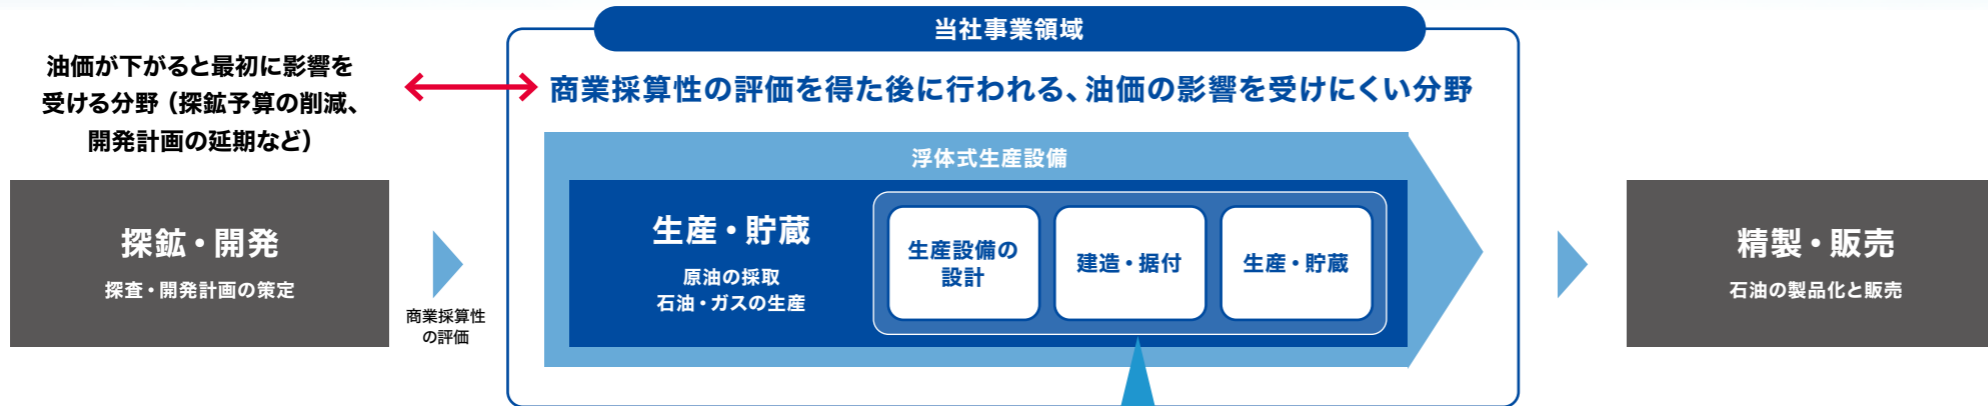 当社事業領域
油価が下がると最初に影響を
受ける分野（探鉱予算の削減、
開発計画の延期など）
商業採算性の評価を得た後に行われる、油価の影響を受けにくい分野
浮体式生産設備
探鉱・開発
探査・開発計画の策定
商業採算性
の評価
生産・貯蔵
原油の採取
石油・ガスの生産
生産設備の
設計
建造・据付
生産・貯蔵
精製・販売
石油の製品化と販売